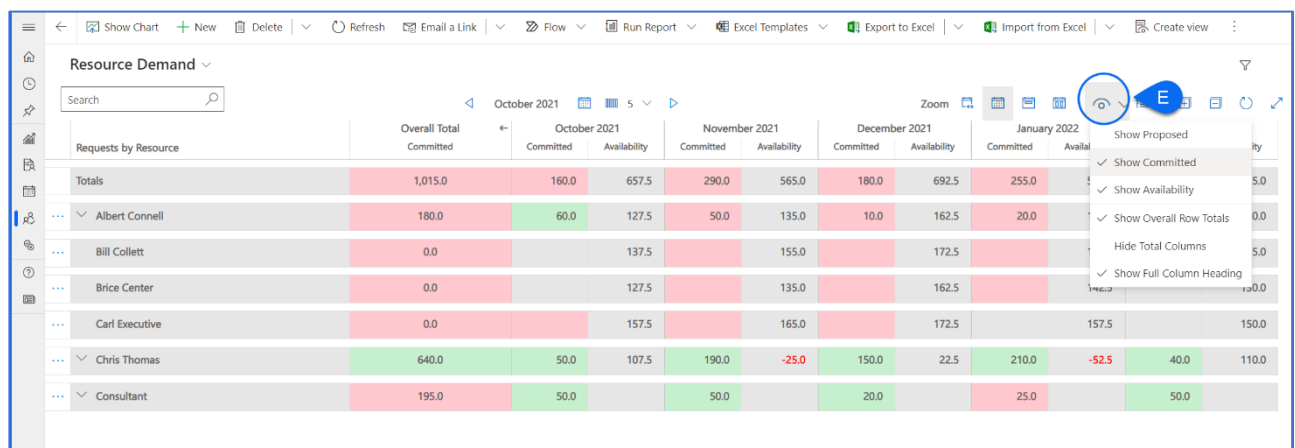 Show Chart New Delete Refresh Email a Link Flow Run Report Excel Templates Export to Excel Import from Excel Create view
Resource Demand
Search October 2021 5 Zoom E
Overall Total October 2021 November 2021 December 2021 January 2022
Requests by Resource Committed Committed Availability Committed Availability Committed Availability Committed
Totals 1,015.0 160.0 657.5 290.0 565.0 180.0 692.5 255.0
Albert Connell 180.0 60.0 127.5 50.0 135.0 10.0 162.5 20.0
Bill Collett 0.0 137.5 155.0 172.5
Brice Center 0.0 127.5 135.0 162.5 142.5 130.0
Carl Executive 0.0 157.5 165.0 172.5 157.5 150.0
Chris Thomas 640.0 50.0 107.5 190.0 -25.0 150.0 22.5 210.0 -52.5 40.0 110.0
Consultant 195.0 50.0 50.0 20.0 25.0 50.0
Show Proposed
Show Committed
Show Availability
Show Overall Row Totals
Hide Total Columns
Show Full Column Heading